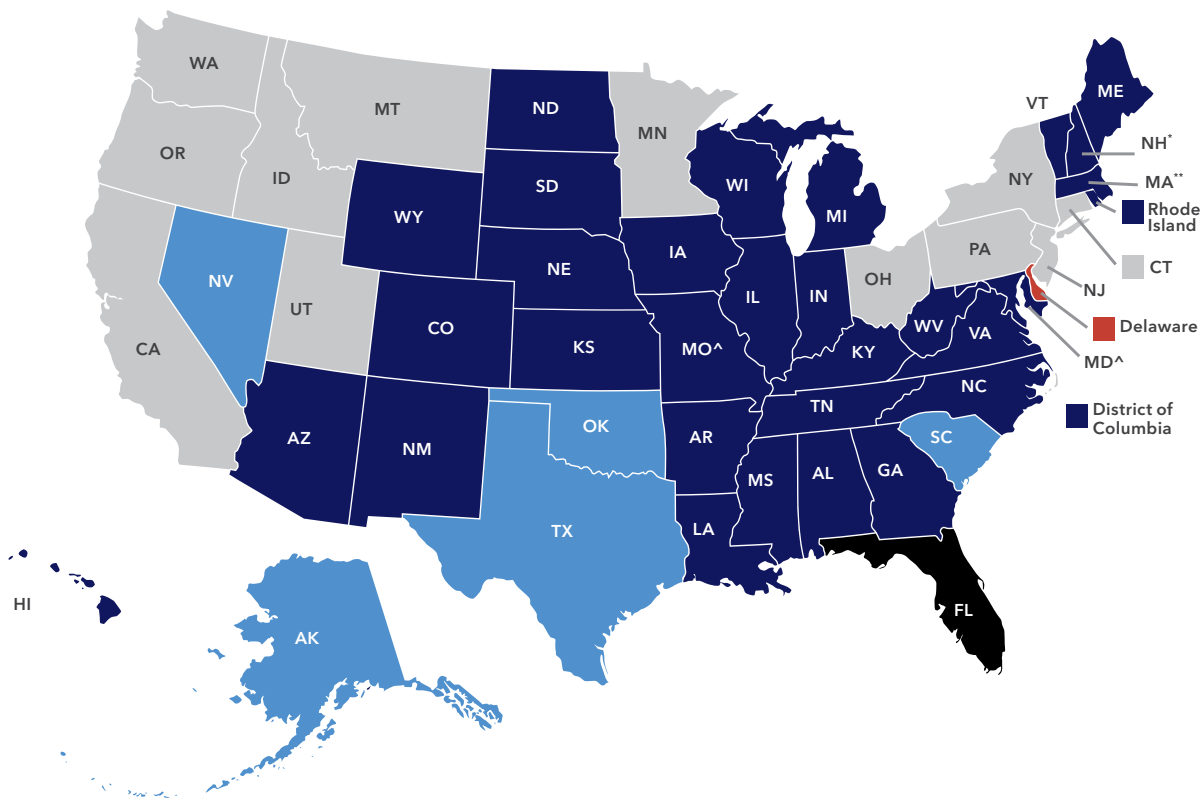 WA
MT
ND
MN
OR
ID
SD
WI
MI
NY
VT
ME
NH*
MA**
Rhode
Island
WY
IA
NE
PA
CT
NV
UT
CO
IL
IN
OH
NJ
Delaware
CA
KS
MO^
KY
WV
VA
MD^
AZ
NM
OK
AR
TN
NC
District of
Columbia
SC
TX
LA
MS
AL
GA
HI
AK
FL